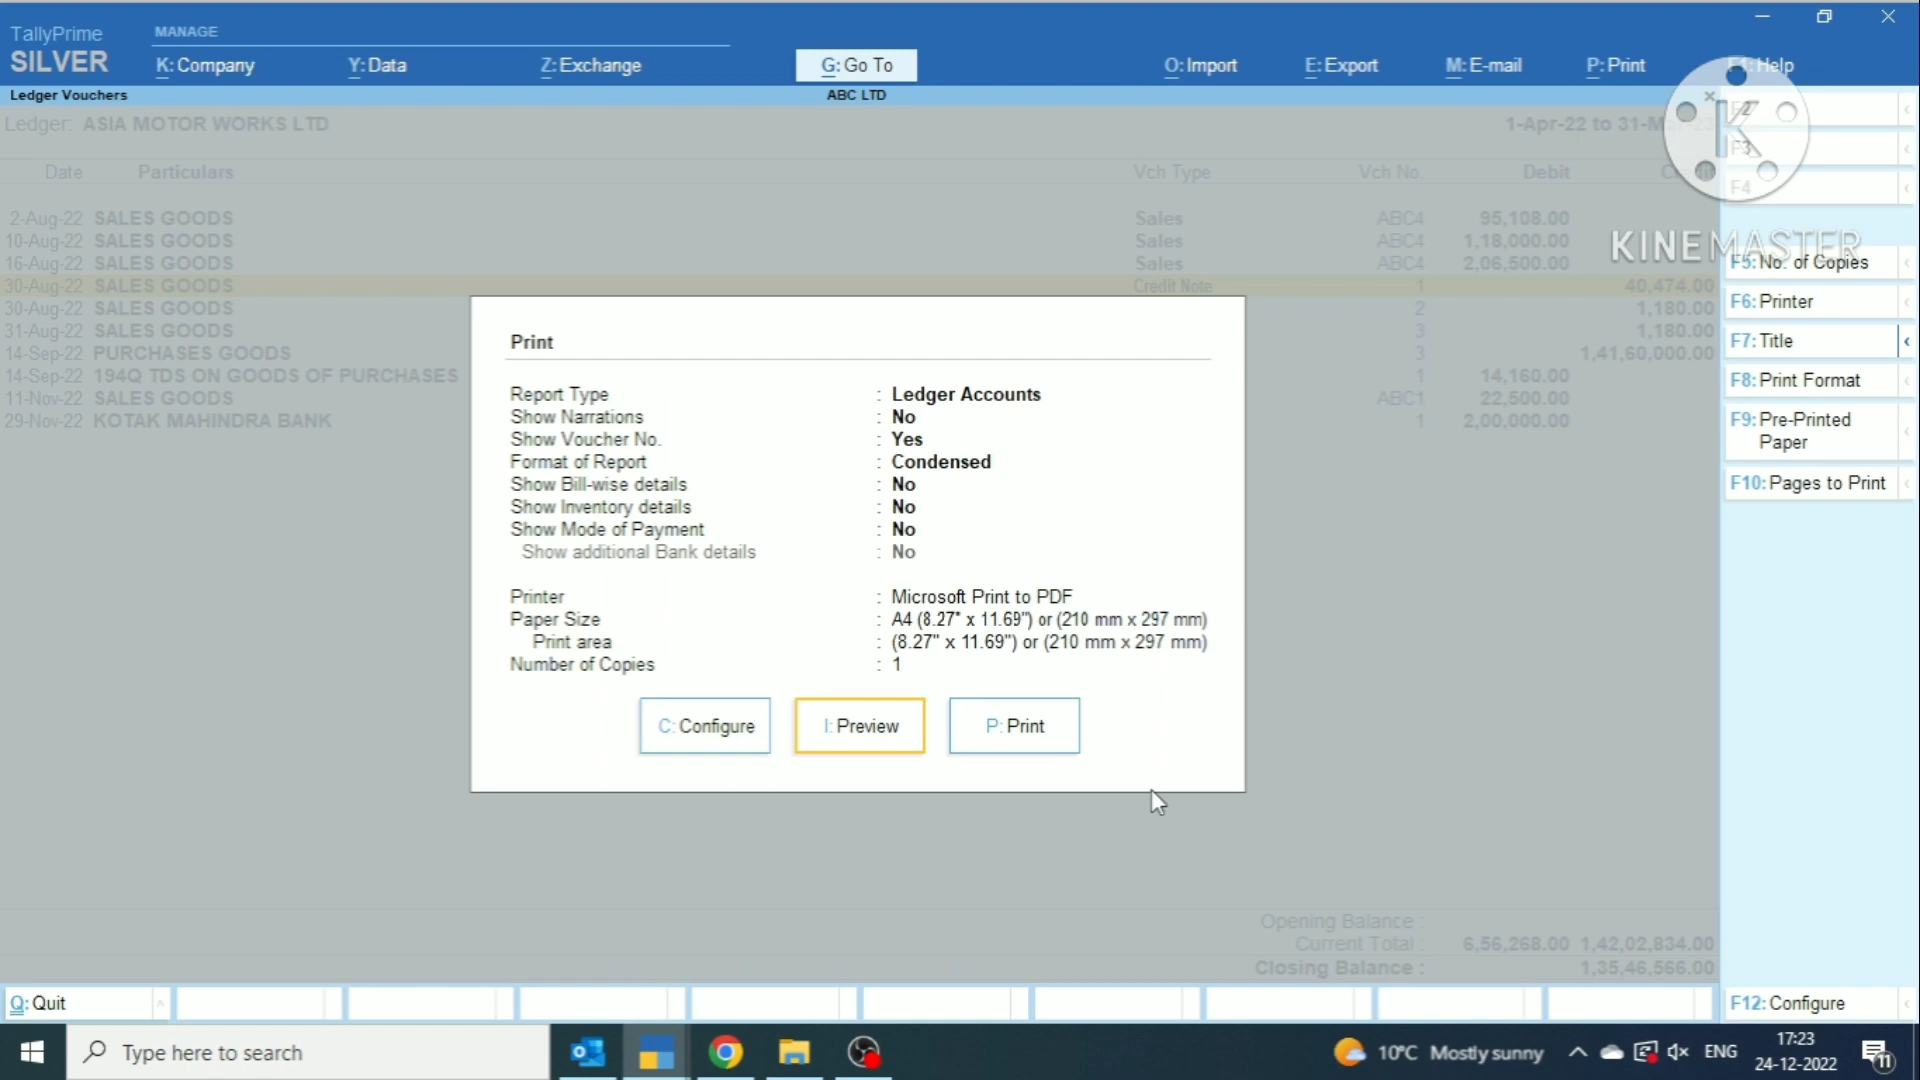 TallyPrime
SILVER
MANAGE
K: Company
Y: Data
Z: Exchange
G: Go To
O: Import
E: Export
M: E-mail
P: Print
F1: Help
Ledger Vouchers
ABC LTD
Ledger: ASIA MOTOR WORKS LTD
1-Apr-22 to 31-Mar-23
Date Particulars Vch Type Vch No. Debit
2-Aug-22 SALES GOODS Sales ABC4 95,108.00
10-Aug-22 SALES GOODS Sales ABC4 1,18,000.00
16-Aug-22 SALES GOODS Sales ABC4 2,06,500.00
30-Aug-22 SALES GOODS Credit Note 1 40,474.00
30-Aug-22 SALES GOODS 2 1,180.00
31-Aug-22 SALES GOODS 3 1,180.00
14-Sep-22 PURCHASES GOODS 3 1,41,60,000.00
14-Sep-22 194Q TDS ON GOODS OF PURCHASES 1 14,160.00
11-Nov-22 SALES GOODS ABC1 22,500.00
29-Nov-22 KOTAK MAHINDRA BANK 1 2,00,000.00
Print
Report Type : Ledger Accounts
Show Narrations : No
Show Voucher No. : Yes
Format of Report : Condensed
Show Bill-wise details : No
Show Inventory details : No
Show Mode of Payment : No
Show additional Bank details : No
Printer : Microsoft Print to PDF
Paper Size : A4 (8.27" x 11.69") or (210 mm x 297 mm)
Print area : (8.27" x 11.69") or (210 mm x 297 mm)
Number of Copies : 1
C: Configure
I: Preview
P: Print
Opening Balance :
Current Total : 6,56,268.00 1,42,02,834.00
Closing Balance : 1,35,46,566.00
F2
F3
F4
K
KINEMASTER
F5: No. of Copies
F6: Printer
F7: Title
F8: Print Format
F9: Pre-Printed
Paper
F10: Pages to Print
F12: Configure
Q: Quit
Type here to search
10°C Mostly sunny
ENG
17:23
24-12-2022
11